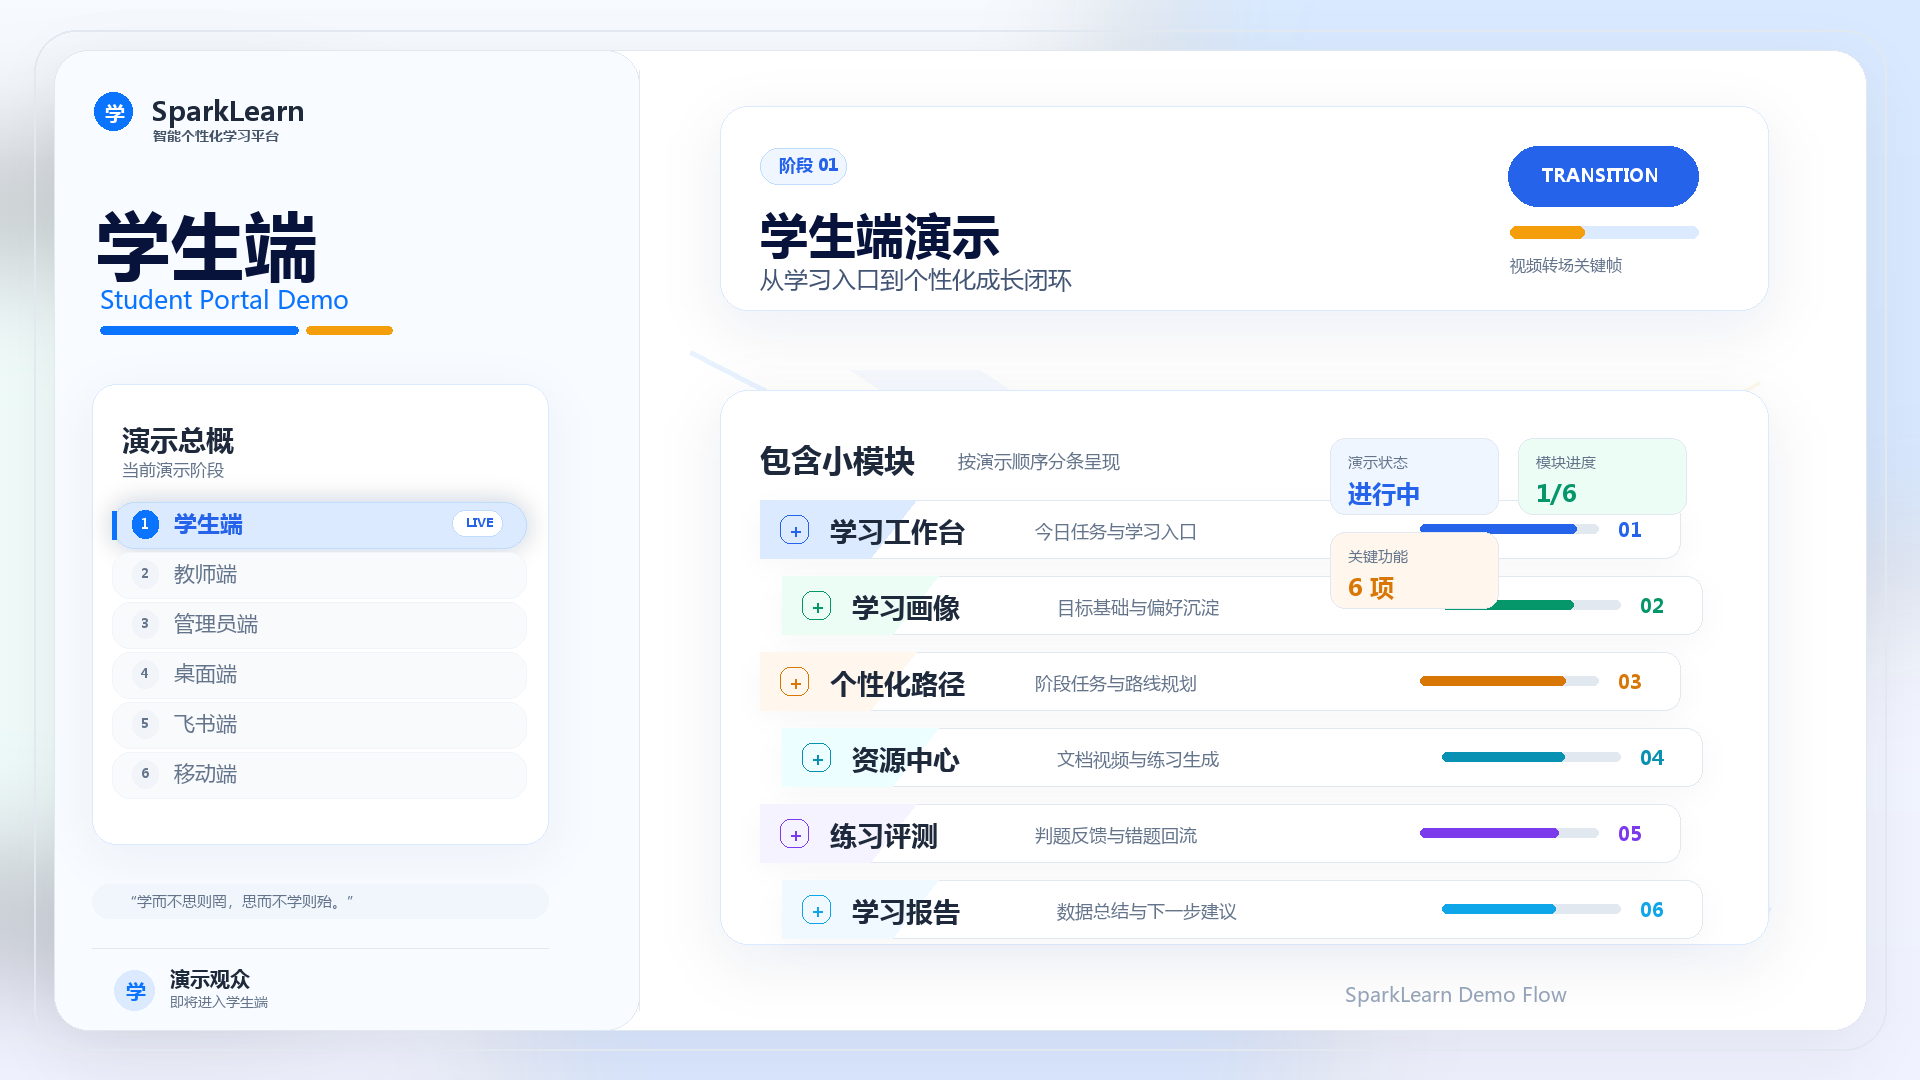 学 SparkLearn
智能个性化学习平台
学生端
Student Portal Demo
演示总概
当前演示阶段
1 学生端 LIVE
2 教师端
3 管理员端
4 桌面端
5 飞书端
6 移动端
"学而不思则罔，思而不学则殆。"
学 演示观众
即将进入学生端
阶段 01
学生端演示
从学习入口到个性化成长闭环
TRANSITION
视频转场关键帧
包含小模块 按演示顺序分条呈现
演示状态
进行中
模块进度
1/6
关键功能
6 项
+ 学习工作台 今日任务与学习入口 01
+ 学习画像 目标基础与偏好沉淀 02
+ 个性化路径 阶段任务与路线规划 03
+ 资源中心 文档视频与练习生成 04
+ 练习评测 判题反馈与错题回流 05
+ 学习报告 数据总结与下一步建议 06
SparkLearn Demo Flow